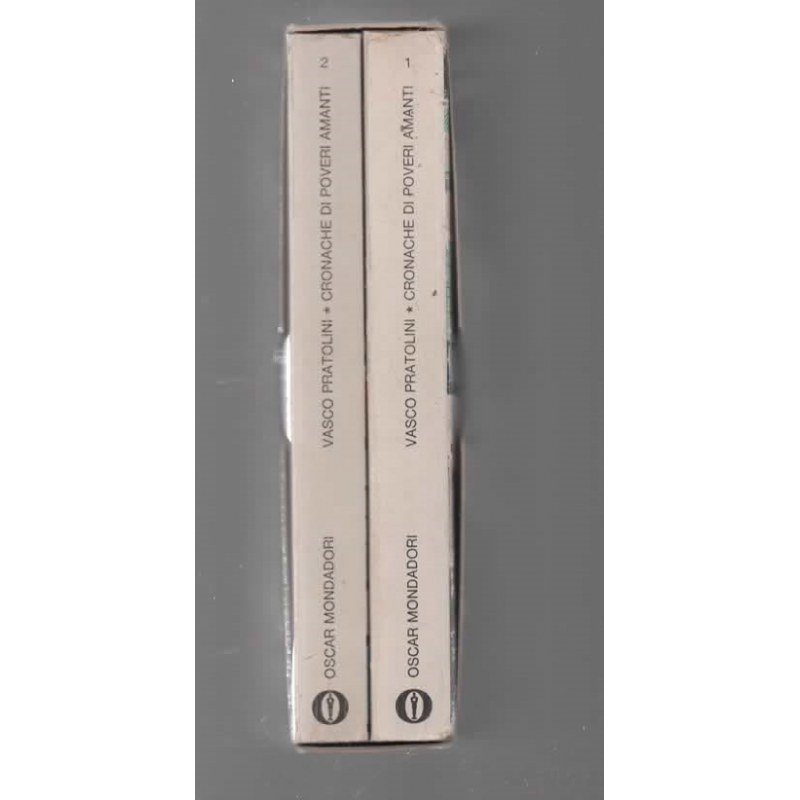 2
VASCO PRATOLINI ★ CRONACHE DI POVERI AMANTI
OSCAR MONDADORI
1
VASCO PRATOLINI ★ CRONACHE DI POVERI AMANTI
OSCAR MONDADORI